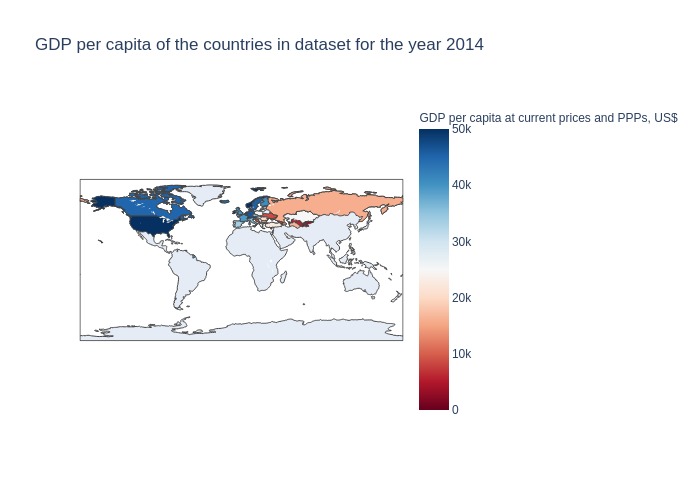 GDP per capita of the countries in dataset for the year 2014
GDP per capita at current prices and PPPs, US$
50k
40k
30k
20k
10k
0